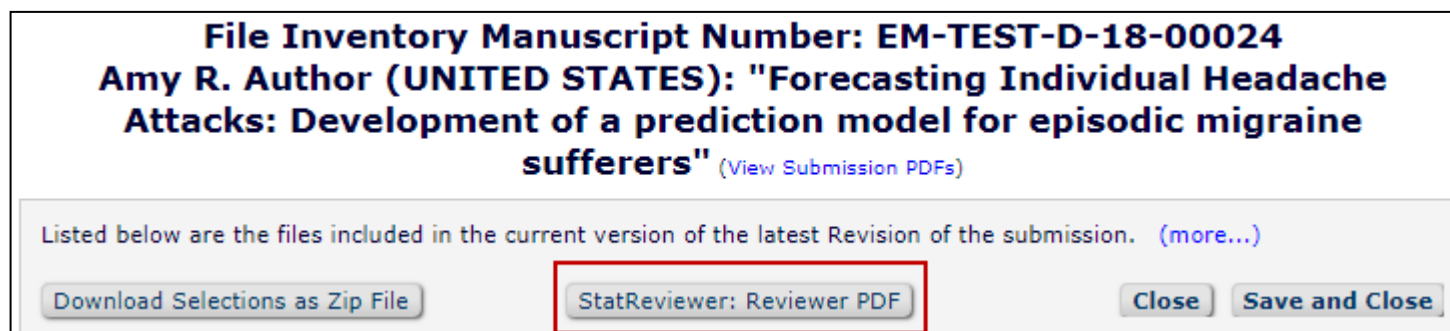 File Inventory Manuscript Number: EM-TEST-D-18-00024
Amy R. Author (UNITED STATES): "Forecasting Individual Headache
Attacks: Development of a prediction model for episodic migraine
sufferers" (View Submission PDFs)
Listed below are the files included in the current version of the latest Revision of the submission. (more...)
Download Selections as Zip File StatReviewer: Reviewer PDF Close Save and Close